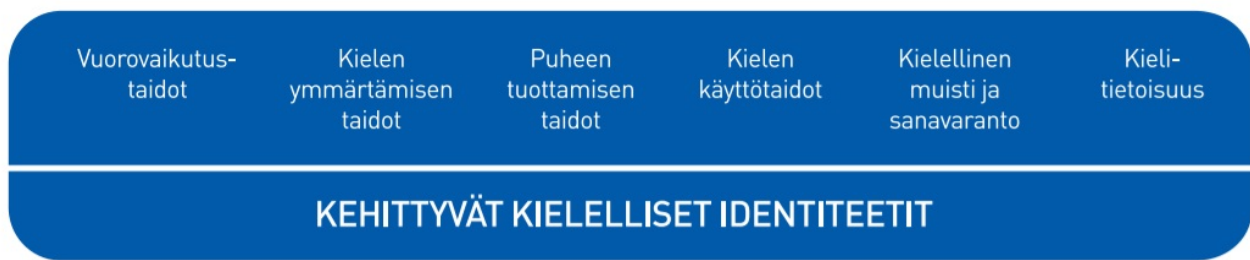 Vuorovaikutus-
taidot
Kielen
ymmärtämisen
taidot
Puheen
tuottamisen
taidot
Kielen
käyttötaidot
Kielellinen
muisti ja
sanavaranto
Kieli-
tietoisuus
KEHITTYVÄT KIELELLISET IDENTITEETIT